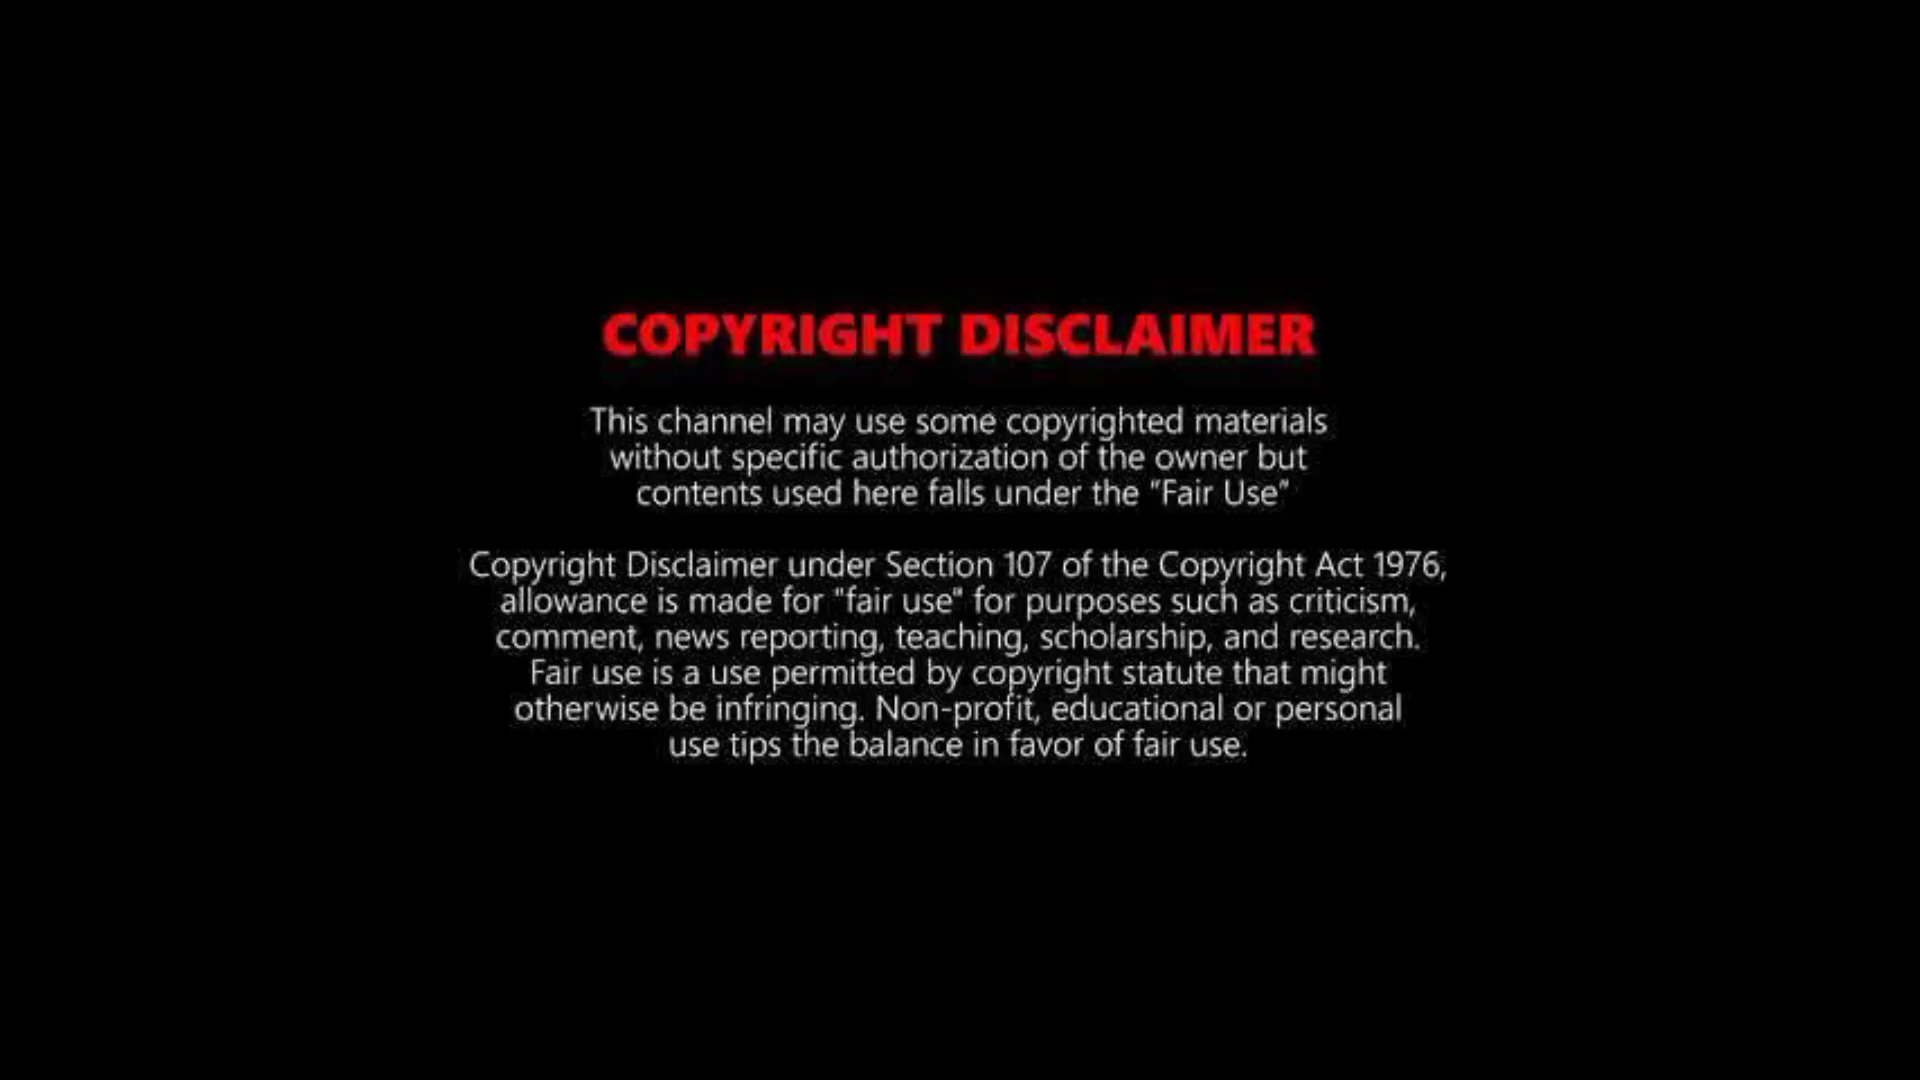 COPYRIGHT DISCLAIMER
This channel may use some copyrighted materials
without specific authorization of the owner but
contents used here falls under the "Fair Use"
Copyright Disclaimer under Section 107 of the Copyright Act 1976,
allowance is made for "fair use" for purposes such as criticism,
comment, news reporting, teaching, scholarship, and research.
Fair use is a use permitted by copyright statute that might
otherwise be infringing. Non-profit, educational or personal
use tips the balance in favor of fair use.